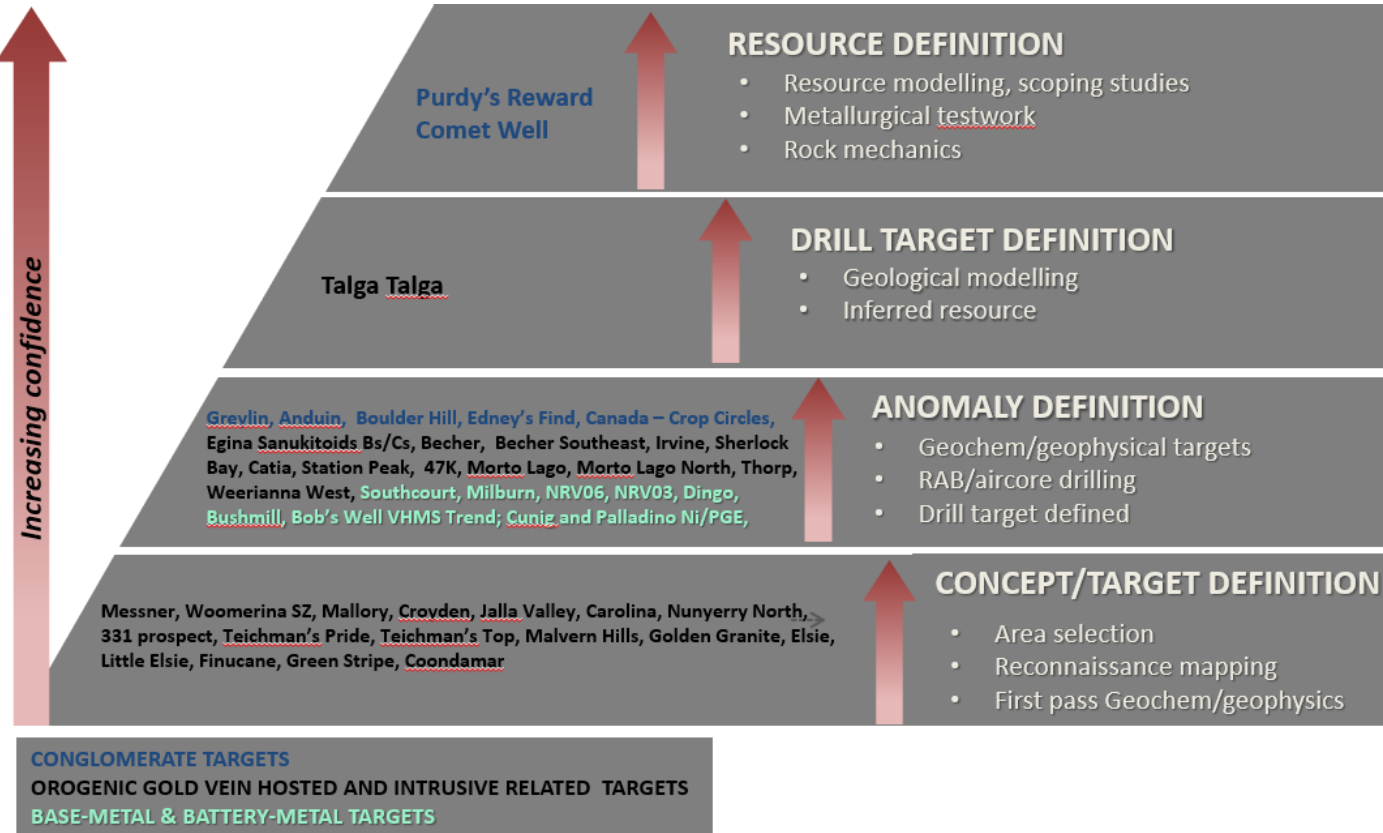 Increasing confidence
Purdy's Reward
Comet Well
RESOURCE DEFINITION
• Resource modelling, scoping studies
• Metallurgical testwork
• Rock mechanics
Talga Talga
DRILL TARGET DEFINITION
• Geological modelling
• Inferred resource
Grevlin, Anduin, Boulder Hill, Edney's Find, Canada – Crop Circles,
Egina Sanukitoids Bs/Cs, Becher, Becher Southeast, Irvine, Sherlock
Bay, Catia, Station Peak, 47K, Morto Lago, Morto Lago North, Thorp,
Weerianna West, Southcourt, Milburn, NRV06, NRV03, Dingo,
Bushmill, Bob's Well VHMS Trend; Cunig and Palladino Ni/PGE,
ANOMALY DEFINITION
• Geochem/geophysical targets
• RAB/aircore drilling
• Drill target defined
Messner, Woomerina SZ, Mallory, Croyden, Jalla Valley, Carolina, Nunyerry North,
331 prospect, Teichman's Pride, Teichman's Top, Malvern Hills, Golden Granite, Elsie,
Little Elsie, Finucane, Green Stripe, Coondamar
CONCEPT/TARGET DEFINITION
• Area selection
• Reconnaissance mapping
• First pass Geochem/geophysics
CONGLOMERATE TARGETS
OROGENIC GOLD VEIN HOSTED AND INTRUSIVE RELATED TARGETS
BASE-METAL & BATTERY-METAL TARGETS